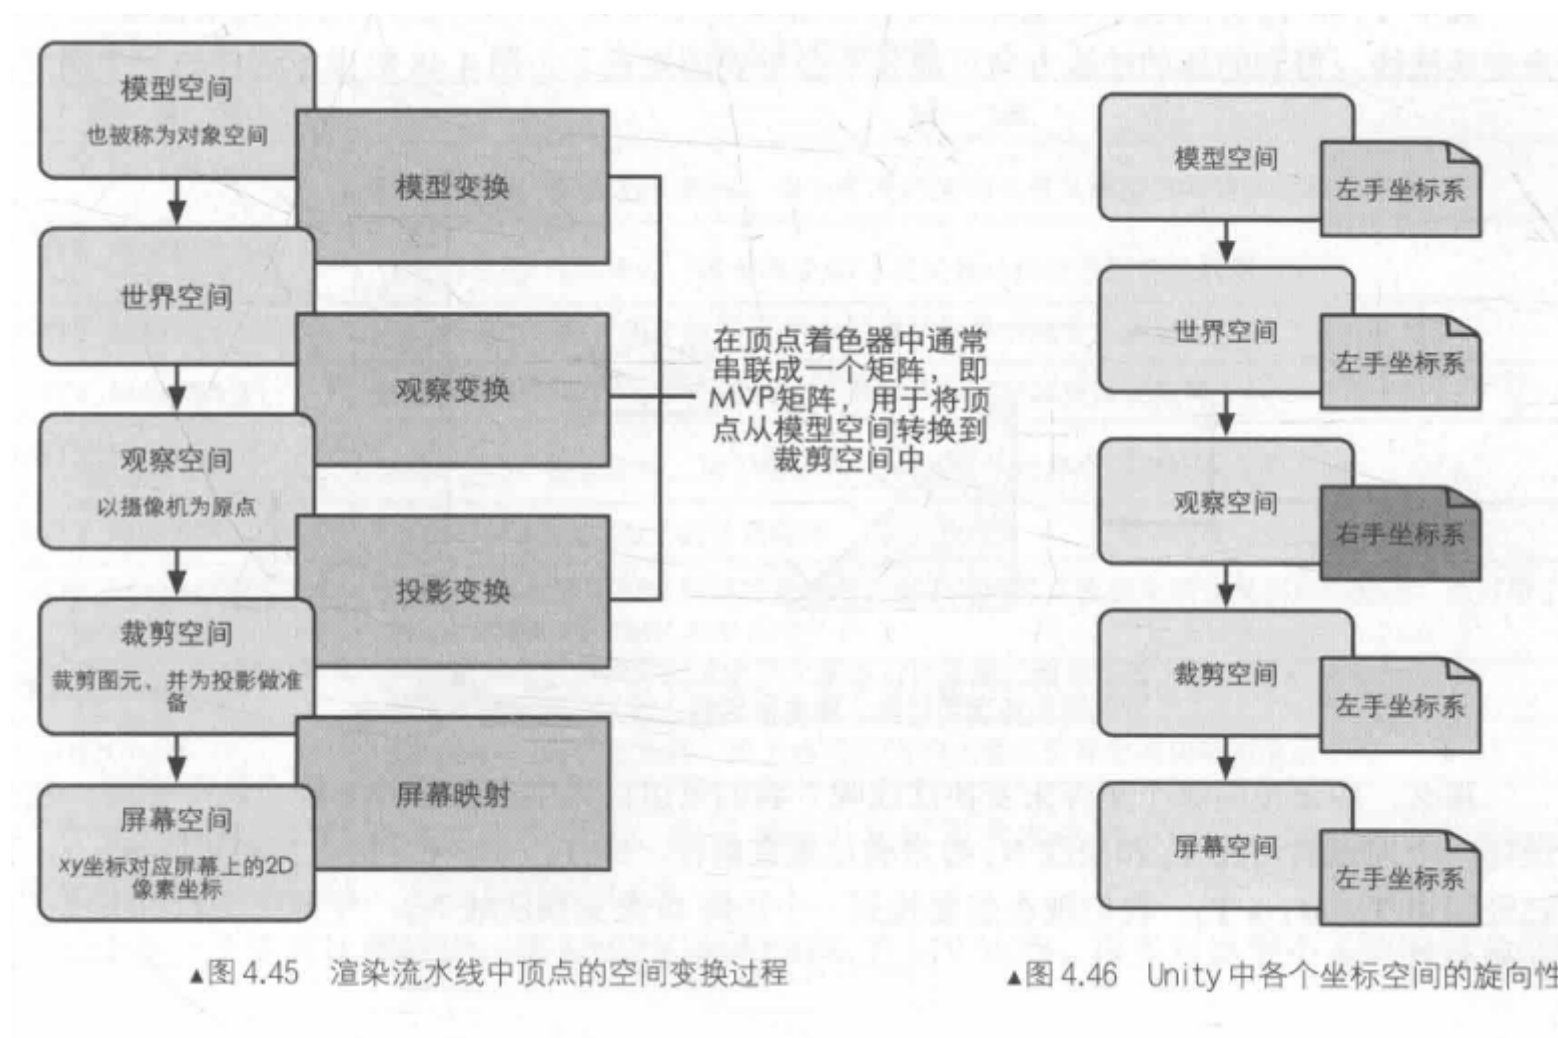 模型空间
也被称为对象空间
模型变换
世界空间
观察变换
观察空间
以摄像机为原点
投影变换
裁剪空间
裁剪图元，并为投影做准
备
屏幕映射
屏幕空间
xy坐标对应屏幕上的2D
像素坐标
在顶点着色器中通常
串联成一个矩阵，即
MVP矩阵，用于将顶
点从模型空间转换到
裁剪空间中
▲图 4.45 渲染流水线中顶点的空间变换过程
模型空间
左手坐标系
世界空间
左手坐标系
观察空间
右手坐标系
裁剪空间
左手坐标系
屏幕空间
左手坐标系
▲图 4.46 Unity 中各个坐标空间的旋向性